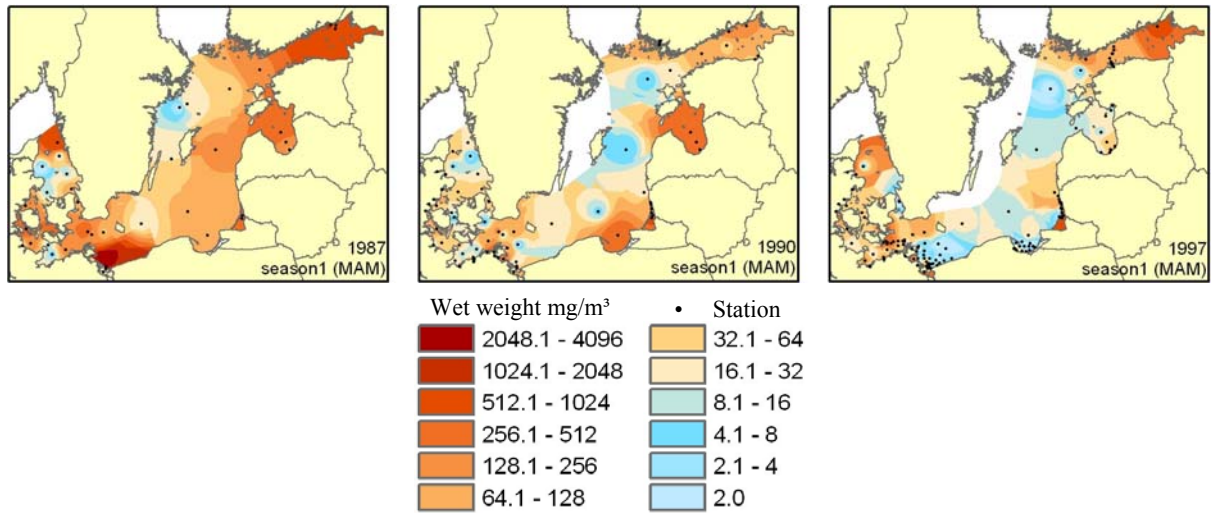 1987
season1 (MAM)
1990
season1 (MAM)
1997
season1 (MAM)
Wet weight mg/m³
• Station
2048.1 - 4096
1024.1 - 2048
512.1 - 1024
256.1 - 512
128.1 - 256
64.1 - 128
32.1 - 64
16.1 - 32
8.1 - 16
4.1 - 8
2.1 - 4
2.0